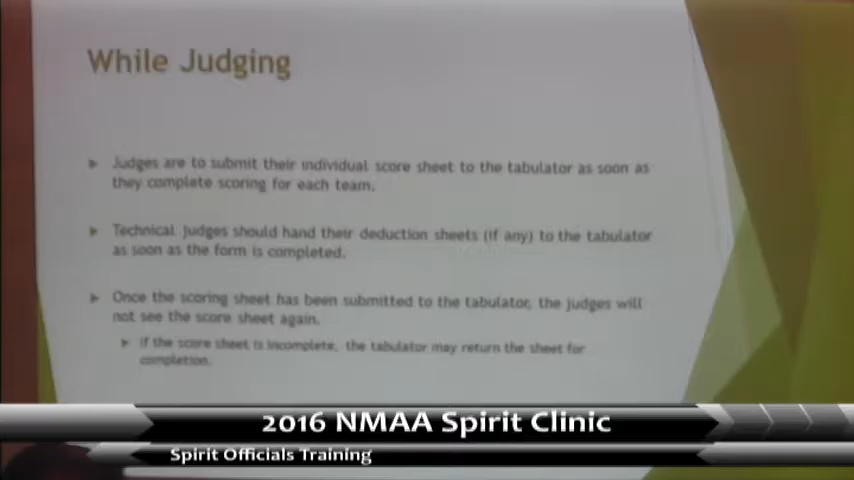 While Judging
Judges are to submit their individual score sheet to the tabulator as soon as
they complete scoring for each team.
Technical judges should hand their deduction sheets (if any) to the tabulator
as soon as the form is completed.
Once the scoring sheet has been submitted to the tabulator, the judges will
not see the score sheet again.
If the score sheet is incomplete, the tabulator may return the sheet for
completion.
2016 NMAA Spirit Clinic
Spirit Officials Training